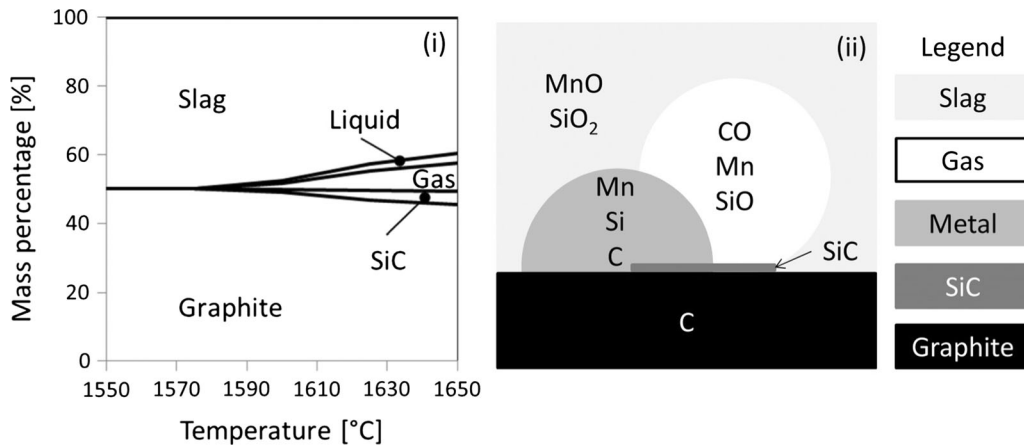 100
80
60
40
20
0
Mass percentage [%]
(i)
Slag
Liquid
Gas
SiC
Graphite
1550 1570 1590 1610 1630 1650
Temperature [°C]
(ii)
MnO
SiO₂
CO
Mn
SiO
Mn
Si
C
SiC
C
Legend
Slag
Gas
Metal
SiC
Graphite